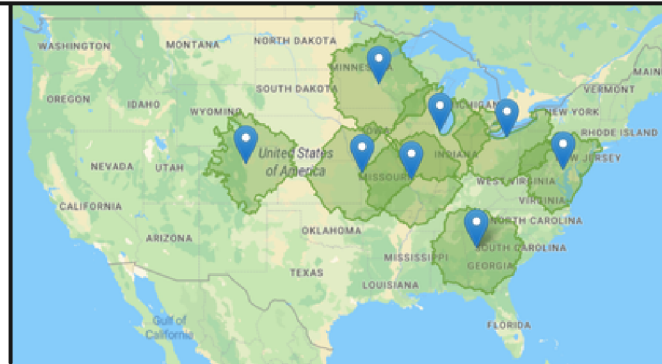 WASHINGTON
MONTANA
NORTH DAKOTA
MINNES
MAIN
OREGON
IDAHO
SOUTH DAKOTA
WYOMING
MICHIGAN
VERMONT
NEW YORK
RHODE ISLAND
NEVADA
UTAH
United States
of America
IOWA
INDIANA
NEW JERSEY
MISSOURI
WEST VIRGINIA
VIRGINIA
CALIFORNIA
OKLAHOMA
NORTH CAROLINA
ARIZONA
MISSISSIPPI
SOUTH CAROLINA
GEORGIA
TEXAS
LOUISIANA
FLORIDA
Gulf of
California